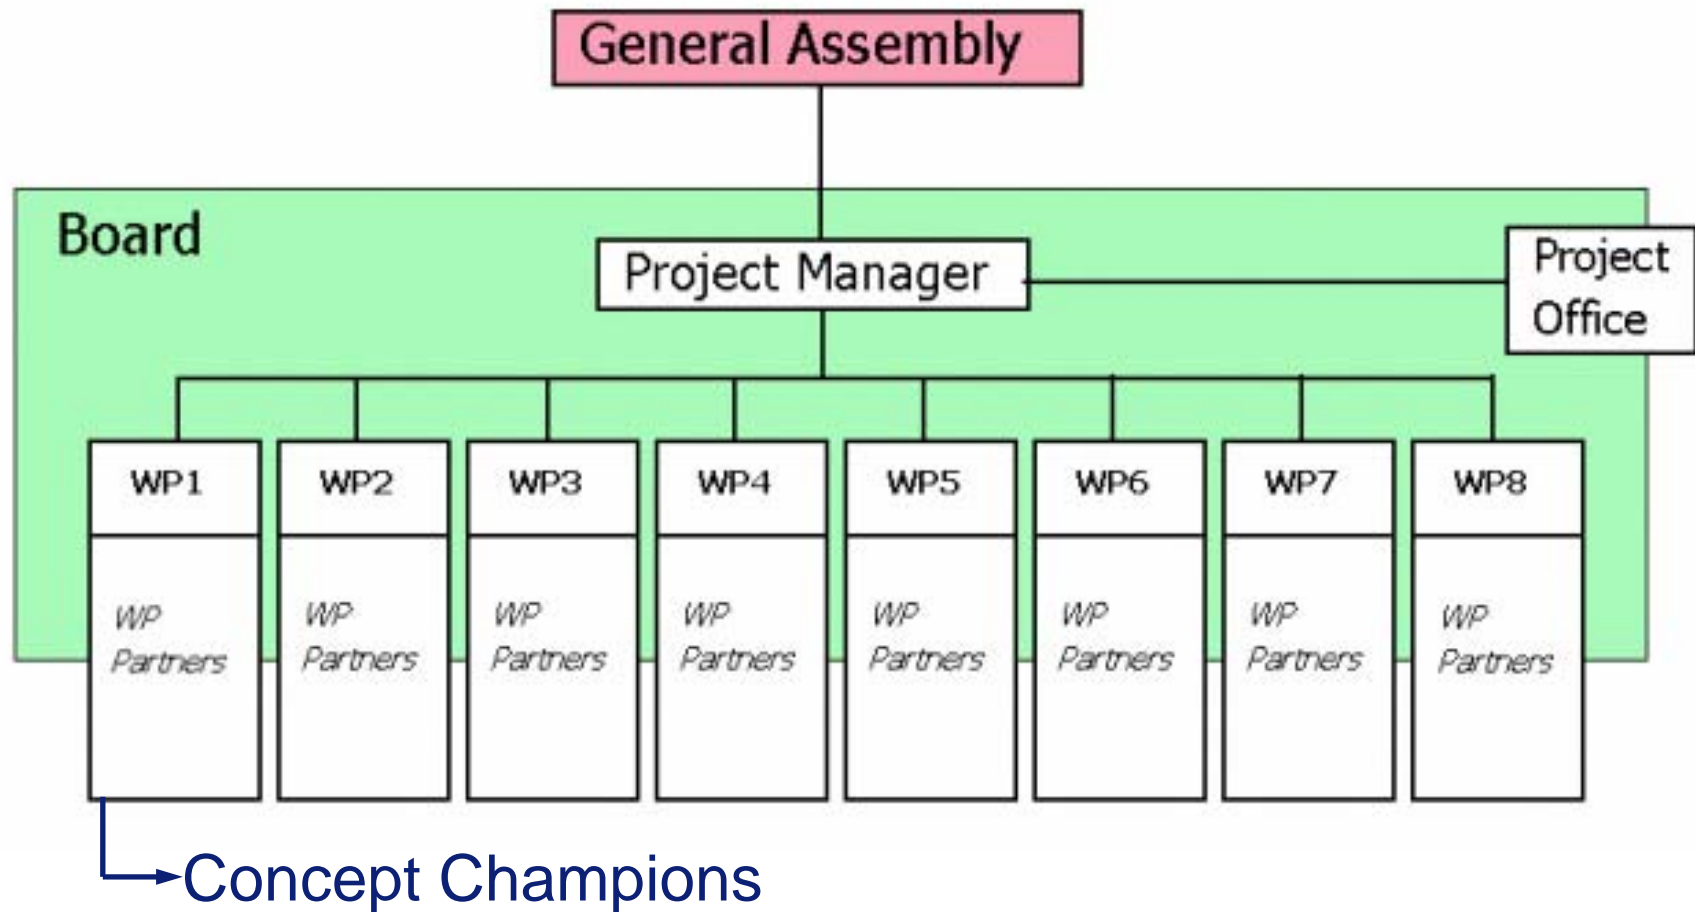 General Assembly
Board
Project Manager
Project
Office
WP1
WP2
WP3
WP4
WP5
WP6
WP7
WP8
WP
Partners
WP
Partners
WP
Partners
WP
Partners
WP
Partners
WP
Partners
WP
Partners
WP
Partners
Concept Champions